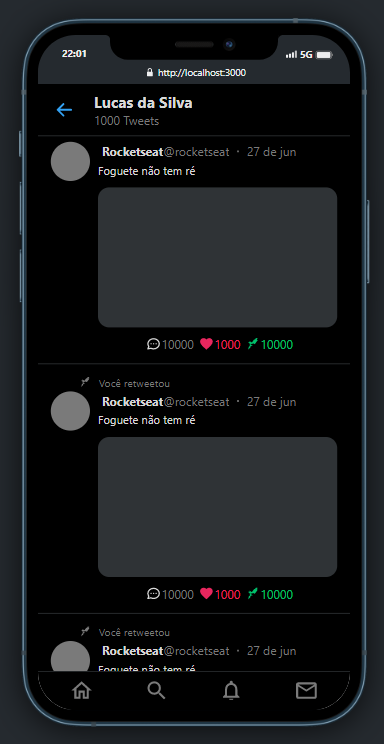 22:01
5G
http://localhost:3000
Lucas da Silva
1000 Tweets
Rocketseat@rocketseat · 27 de jun
Foguete não tem ré
10000 1000 10000
Você retweetou
Rocketseat@rocketseat · 27 de jun
Foguete não tem ré
10000 1000 10000
Você retweetou
Rocketseat@rocketseat · 27 de jun
Foguete não tem ré